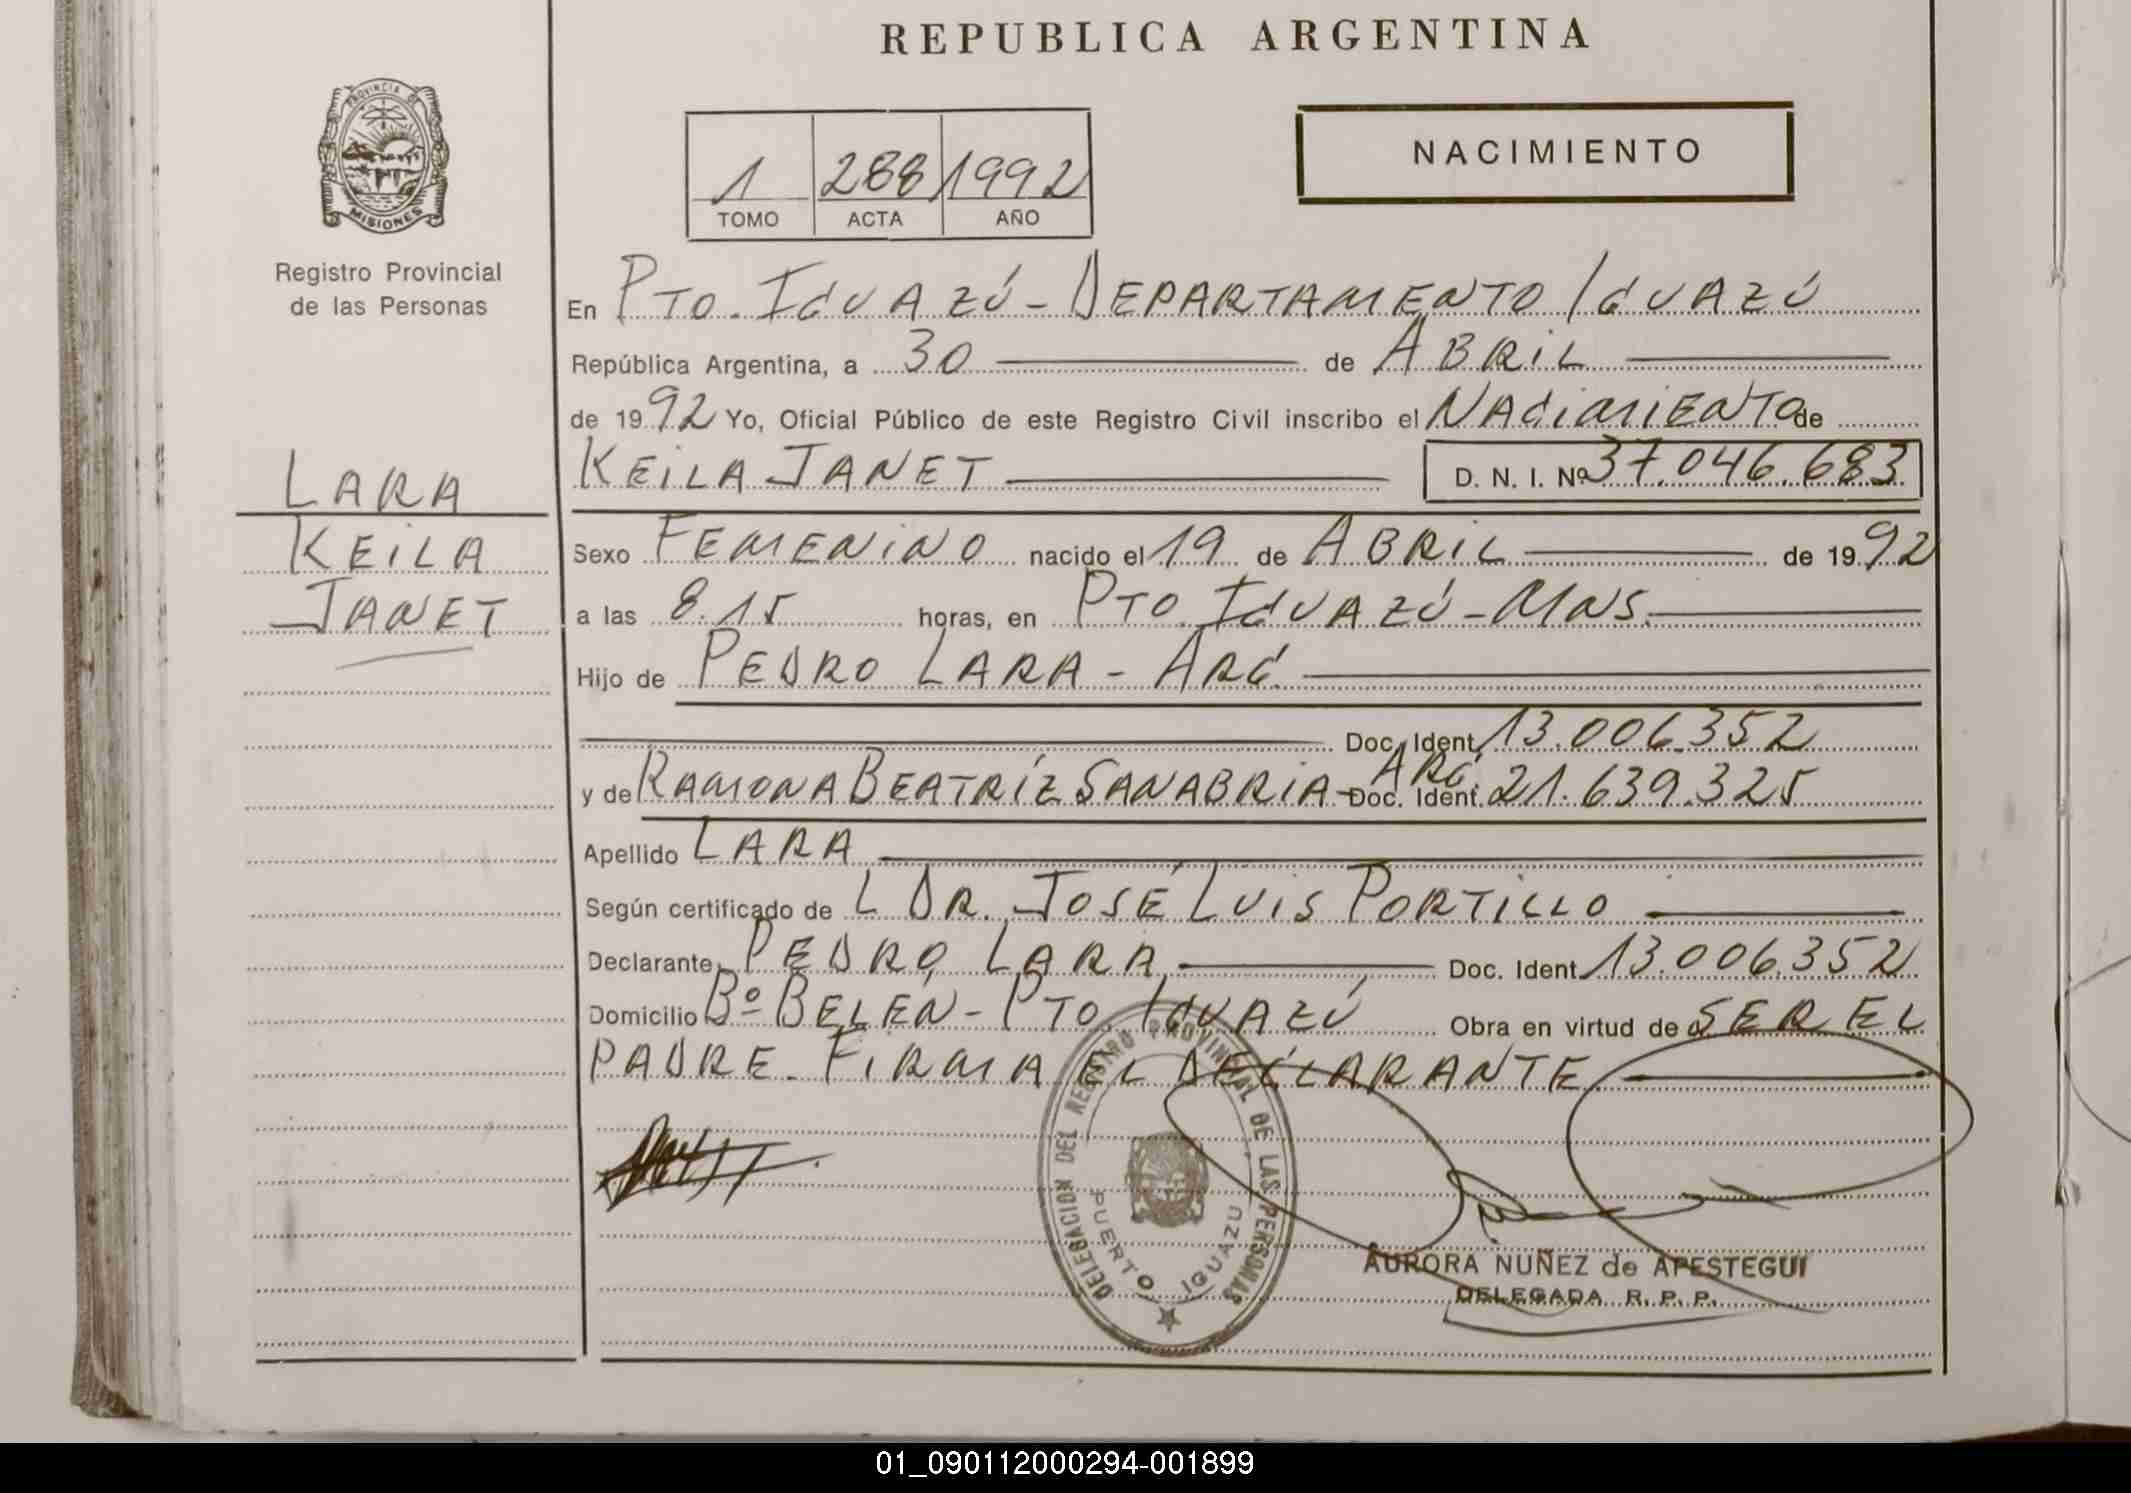 REPUBLICA ARGENTINA
PROVINCIA DE
MISIONES
Registro Provincial
de las Personas
1 288 1992
TOMO ACTA AÑO
NACIMIENTO
En PTO. IGUAZÚ - DEPARTAMENTO IGUAZÚ
República Argentina, a 30 de ABRIL
de 1992 Yo, Oficial Público de este Registro Civil inscribo el NACIMIENTO de
KEILA JANET D. N. I. Nº 37.046.683
LARA
KEILA
JANET
Sexo FEMENINO nacido el 19 de ABRIL de 1992
a las 8.15 horas, en PTO. IGUAZÚ - MNS.
Hijo de PEDRO LARA - ARG.
Doc. Ident. 13.006.352
y de RAMONA BEATRÍZ SANABRIA - ARG. Doc. Ident. 21.639.325
Apellido LARA
Según certificado de L DR. JOSÉ LUIS PORTILLO
Declarante PEDRO LARA Doc. Ident. 13.006.352
Domicilio Bº BELÉN - PTO. IGUAZÚ Obra en virtud de SER EL
PADRE. FIRMA EL DECLARANTE
DELEGACION DEL REGISTRO PROVINCIAL DE LAS PERSONAS
PUERTO IGUAZU
AURORA NUÑEZ de APESTEGUI
DELEGADA R. P. P.
01_090112000294-001899